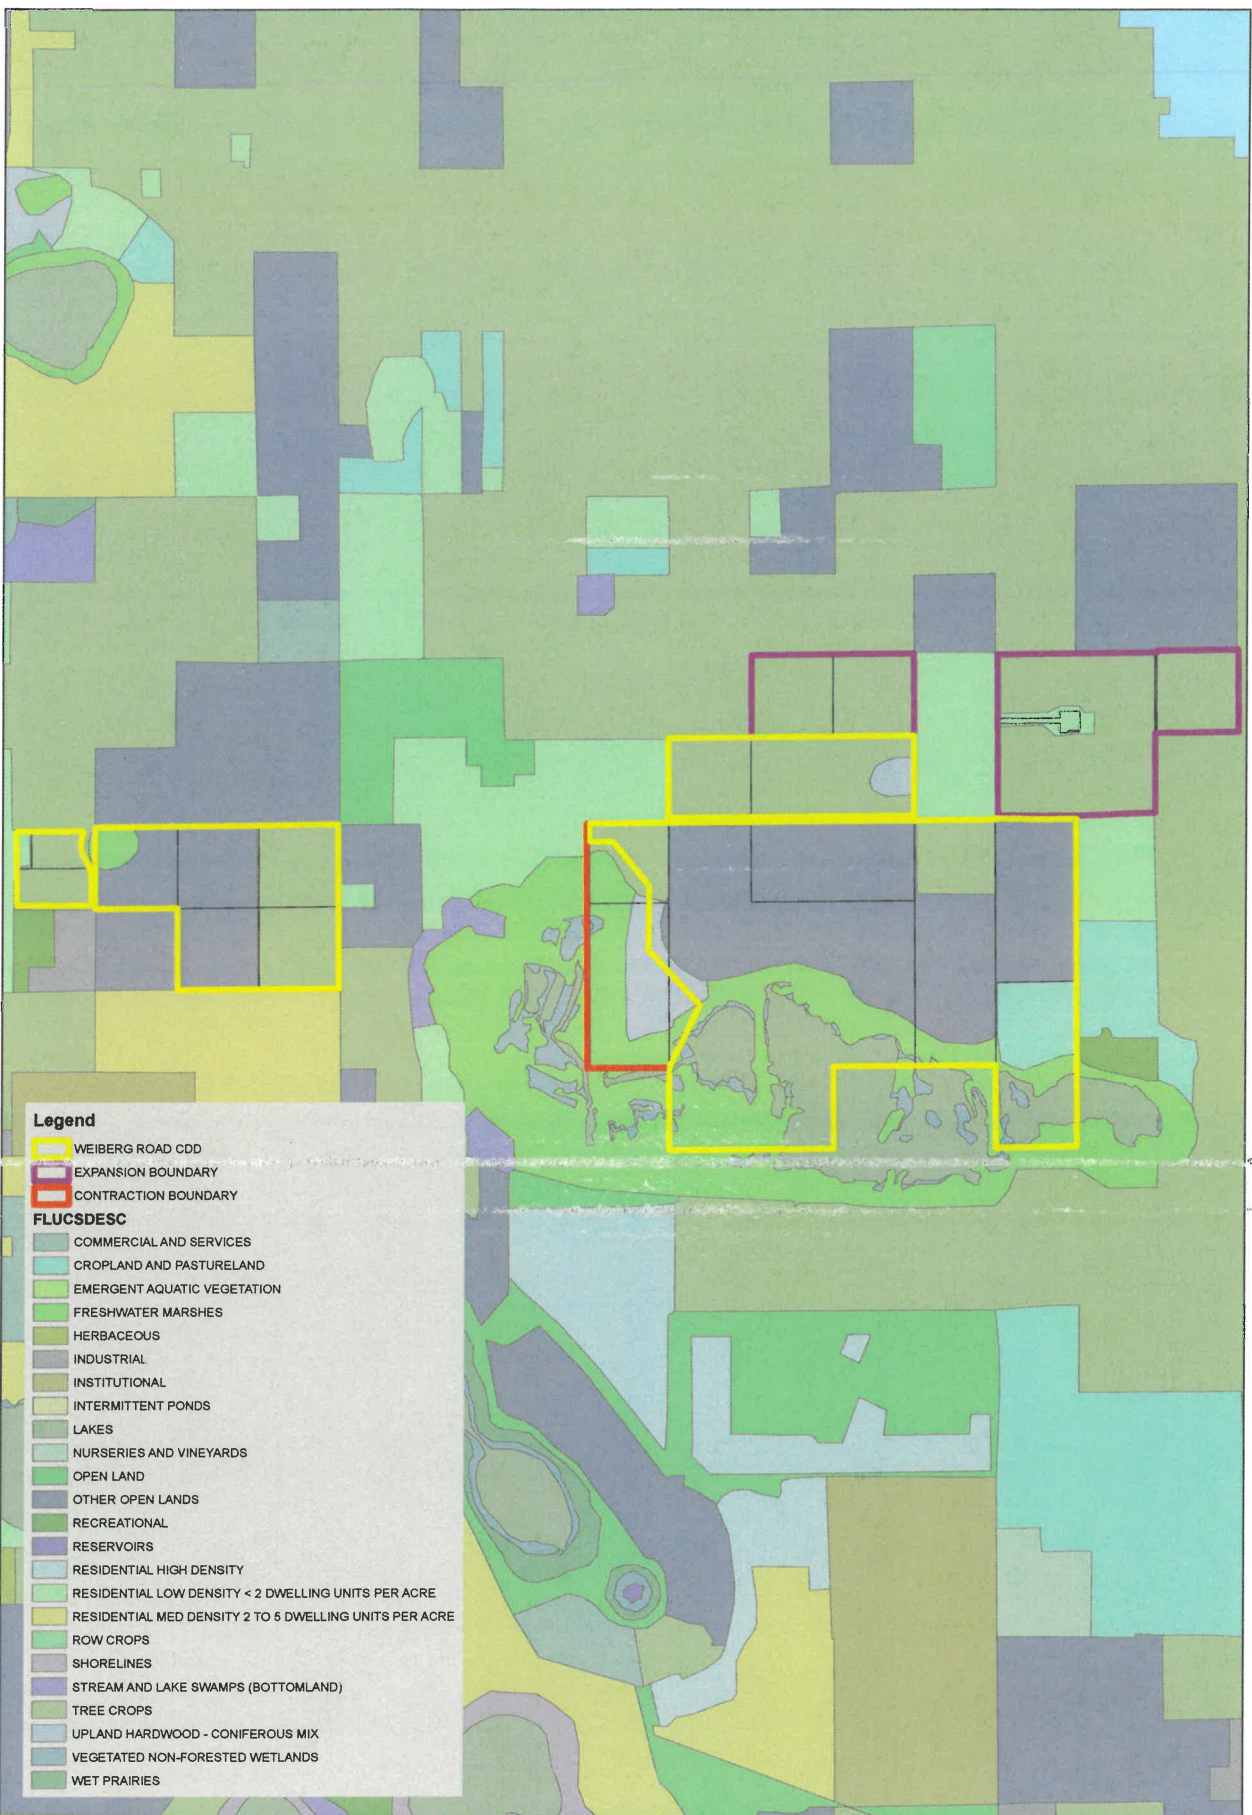 Legend
WEIBERG ROAD CDD
EXPANSION BOUNDARY
CONTRACTION BOUNDARY
FLUCSDESC
COMMERCIAL AND SERVICES
CROPLAND AND PASTURELAND
EMERGENT AQUATIC VEGETATION
FRESHWATER MARSHES
HERBACEOUS
INDUSTRIAL
INSTITUTIONAL
INTERMITTENT PONDS
LAKES
NURSERIES AND VINEYARDS
OPEN LAND
OTHER OPEN LANDS
RECREATIONAL
RESERVOIRS
RESIDENTIAL HIGH DENSITY
RESIDENTIAL LOW DENSITY < 2 DWELLING UNITS PER ACRE
RESIDENTIAL MED DENSITY 2 TO 5 DWELLING UNITS PER ACRE
ROW CROPS
SHORELINES
STREAM AND LAKE SWAMPS (BOTTOMLAND)
TREE CROPS
UPLAND HARDWOOD - CONIFEROUS MIX
VEGETATED NON-FORESTED WETLANDS
WET PRAIRIES